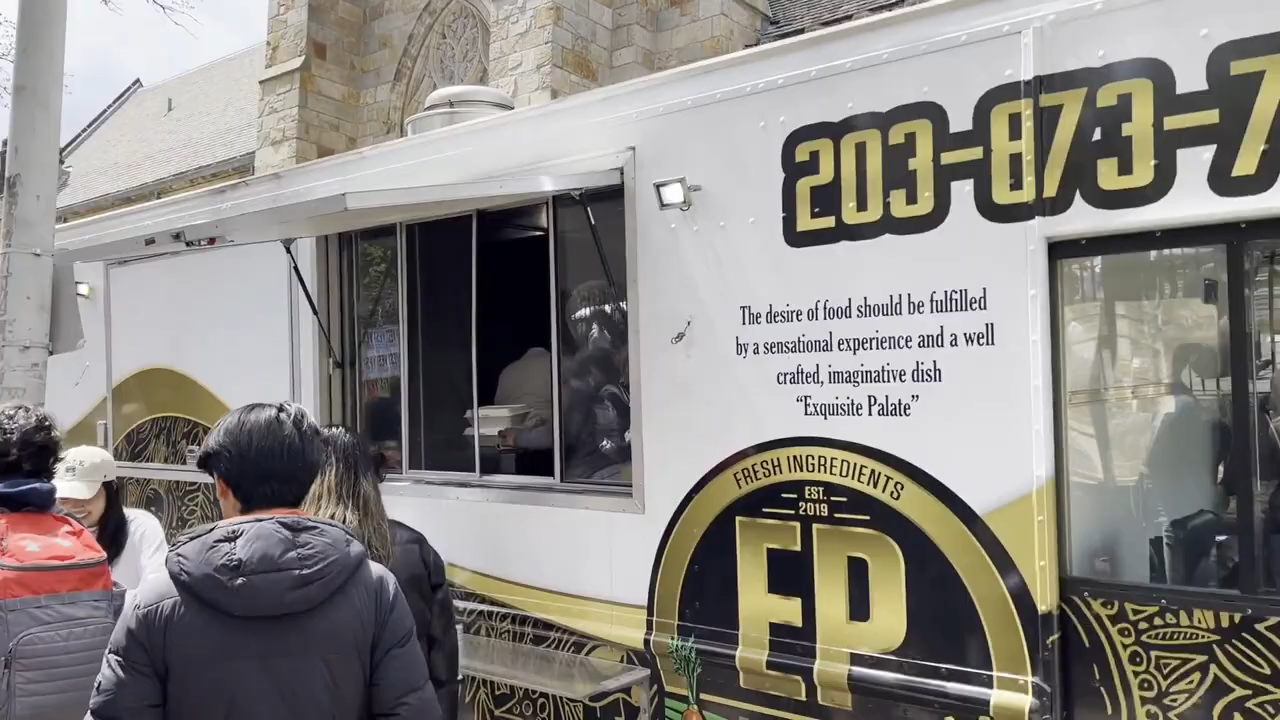 203-873-7
The desire of food should be fulfilled
by a sensational experience and a well
crafted, imaginative dish
“Exquisite Palate”
FRESH INGREDIENTS
EST.
2019
EP